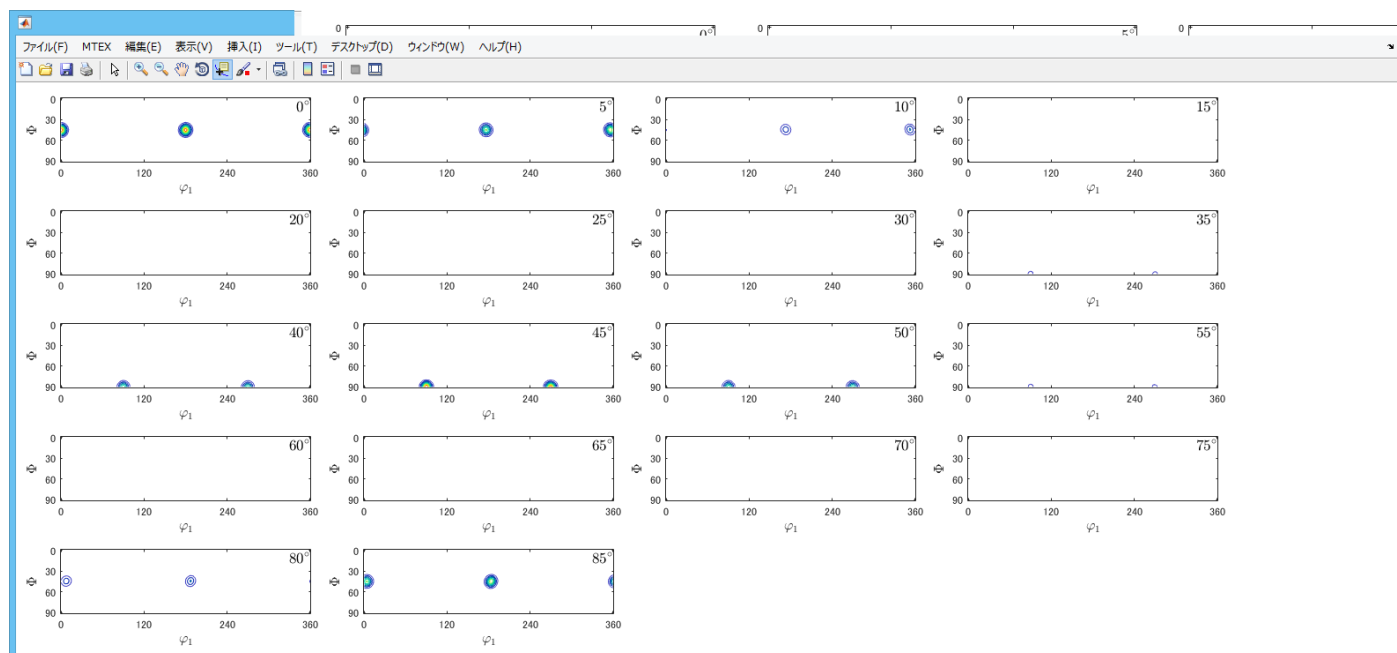 0 0° 0 5° 0
ファイル(F) MTEX 編集(E) 表示(V) 挿入(I) ツール(T) デスクトップ(D) ウィンドウ(W) ヘルプ(H)
0 0° 0 5° 0 10° 0 15°
Φ 30 Φ 30 Φ 30 Φ 30
60 60 60 60
90 90 90 90
0 120 240 360 0 120 240 360 0 120 240 360 0 120 240 360
φ₁ φ₁ φ₁ φ₁
0 20° 0 25° 0 30° 0 35°
Φ 30 Φ 30 Φ 30 Φ 30
60 60 60 60
90 90 90 90
0 120 240 360 0 120 240 360 0 120 240 360 0 120 240 360
φ₁ φ₁ φ₁ φ₁
0 40° 0 45° 0 50° 0 55°
Φ 30 Φ 30 Φ 30 Φ 30
60 60 60 60
90 90 90 90
0 120 240 360 0 120 240 360 0 120 240 360 0 120 240 360
φ₁ φ₁ φ₁ φ₁
0 60° 0 65° 0 70° 0 75°
Φ 30 Φ 30 Φ 30 Φ 30
60 60 60 60
90 90 90 90
0 120 240 360 0 120 240 360 0 120 240 360 0 120 240 360
φ₁ φ₁ φ₁ φ₁
0 80° 0 85°
Φ 30 Φ 30
60 60
90 90
0 120 240 360 0 120 240 360
φ₁ φ₁